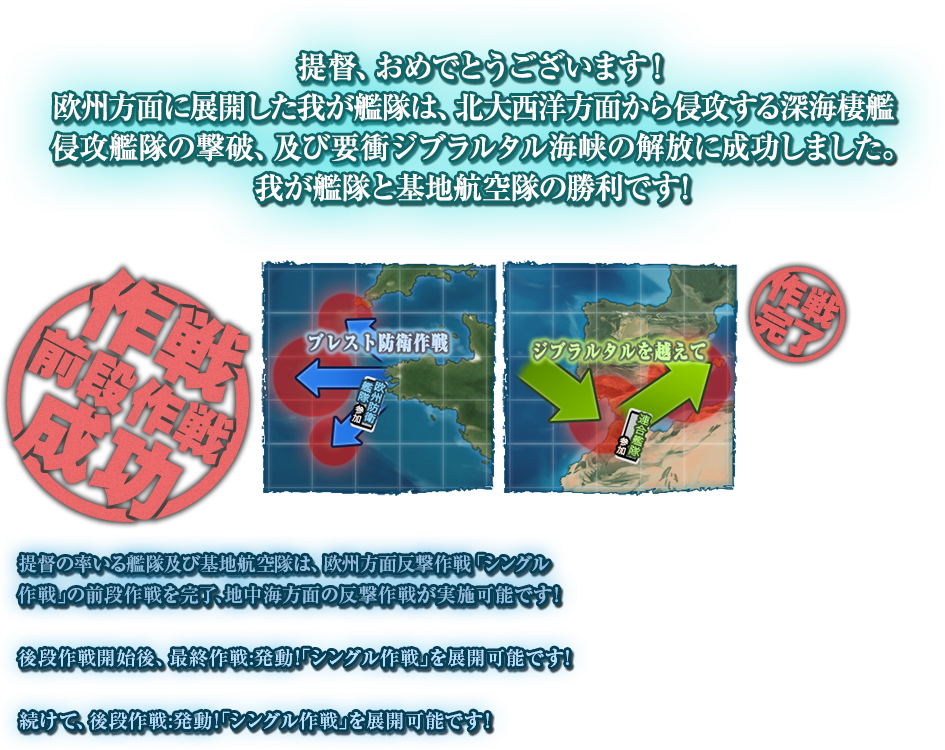 提督、おめでとうございます！
欧州方面に展開した我が艦隊は、北大西洋方面から侵攻する深海棲艦
侵攻艦隊の撃破、及び要衝ジブラルタル海峡の解放に成功しました。
我が艦隊と基地航空隊の勝利です！
作戦
前段作戦
成功
ブレスト防衛作戦
欧州防衛
艦隊 参加
ジブラルタルを越えて
連合艦隊
参加
作戦
完了
提督の率いる艦隊及び基地航空隊は、欧州方面反撃作戦「シングル
作戦」の前段作戦を完了、地中海方面の反撃作戦が実施可能です！
後段作戦開始後、最終作戦:発動！「シングル作戦」を展開可能です！
続けて、後段作戦:発動！「シングル作戦」を展開可能です！